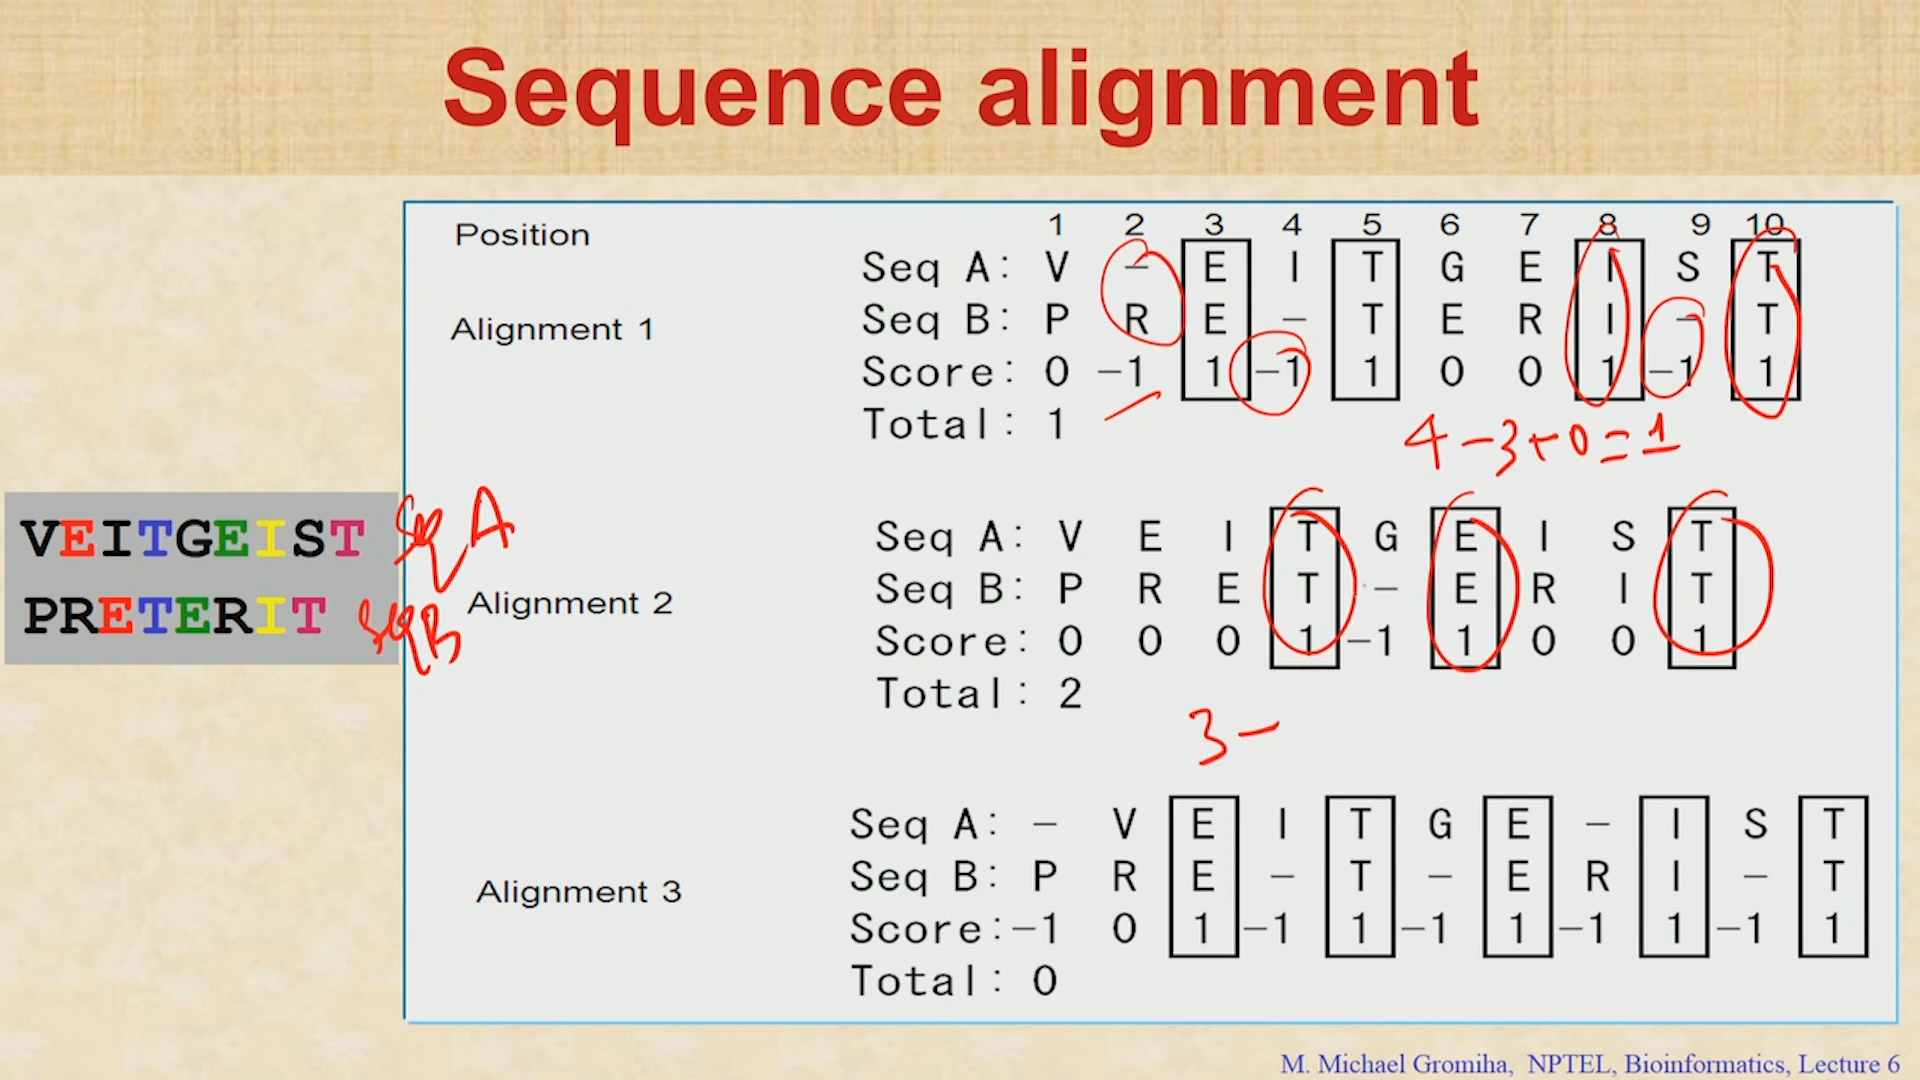 Sequence alignment
Position 1 2 3 4 5 6 7 8 9 10
Seq A: V – E I T G E I S T
Alignment 1
Seq B: P R E – T E R I – T
Score: 0 –1 1 –1 1 0 0 1 –1 1
Total: 1
4 – 3 + 0 = 1
VEITGEIST Seq A
PRETERIT Seq B
Alignment 2
Seq A: V E I T G E I S T
Seq B: P R E T – E R I T
Score: 0 0 0 1 –1 1 0 0 1
Total: 2
3 –
Alignment 3
Seq A: – V E I T G E – I S T
Seq B: P R E – T – E R I – T
Score: –1 0 1 –1 1 –1 1 –1 1 –1 1
Total: 0
M. Michael Gromiha, NPTEL, Bioinformatics, Lecture 6